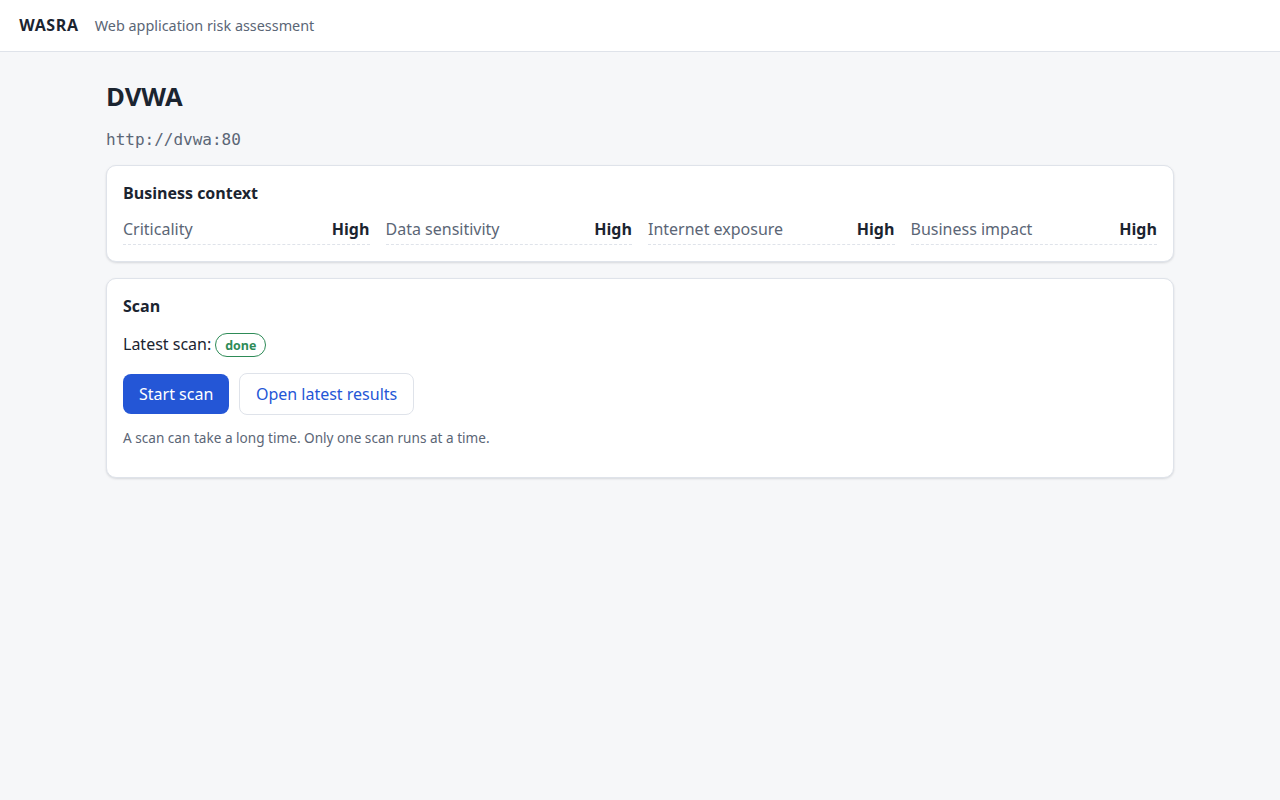 WASRA Web application risk assessment
DVWA
http://dvwa:80
Business context
Criticality High Data sensitivity High Internet exposure High Business impact High
Scan
Latest scan: done
Start scan Open latest results
A scan can take a long time. Only one scan runs at a time.